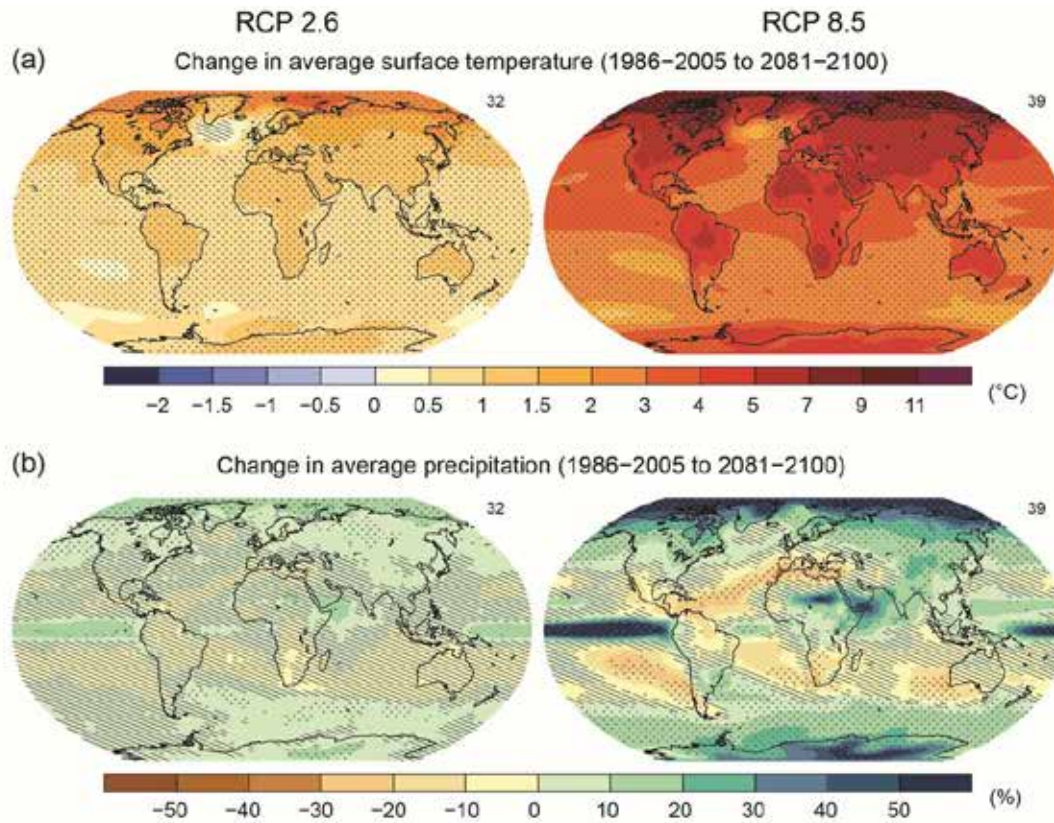 RCP 2.6 RCP 8.5
(a) Change in average surface temperature (1986−2005 to 2081−2100)
32 39
−2 −1.5 −1 −0.5 0 0.5 1 1.5 2 3 4 5 7 9 11 (°C)
(b) Change in average precipitation (1986−2005 to 2081−2100)
32 39
−50 −40 −30 −20 −10 0 10 20 30 40 50 (%)